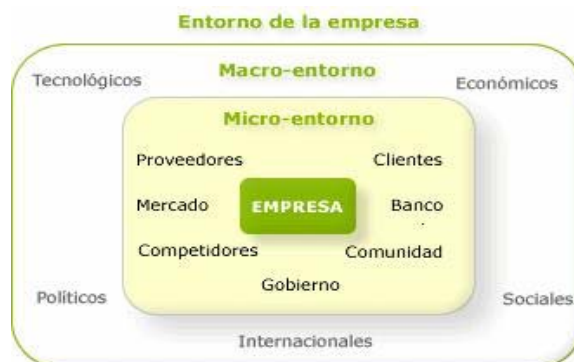 Entorno de la empresa
Macro-entorno
Tecnológicos
Económicos
Micro-entorno
Proveedores
Clientes
Mercado
EMPRESA
Banco
Competidores
Comunidad
Gobierno
Políticos
Sociales
Internacionales